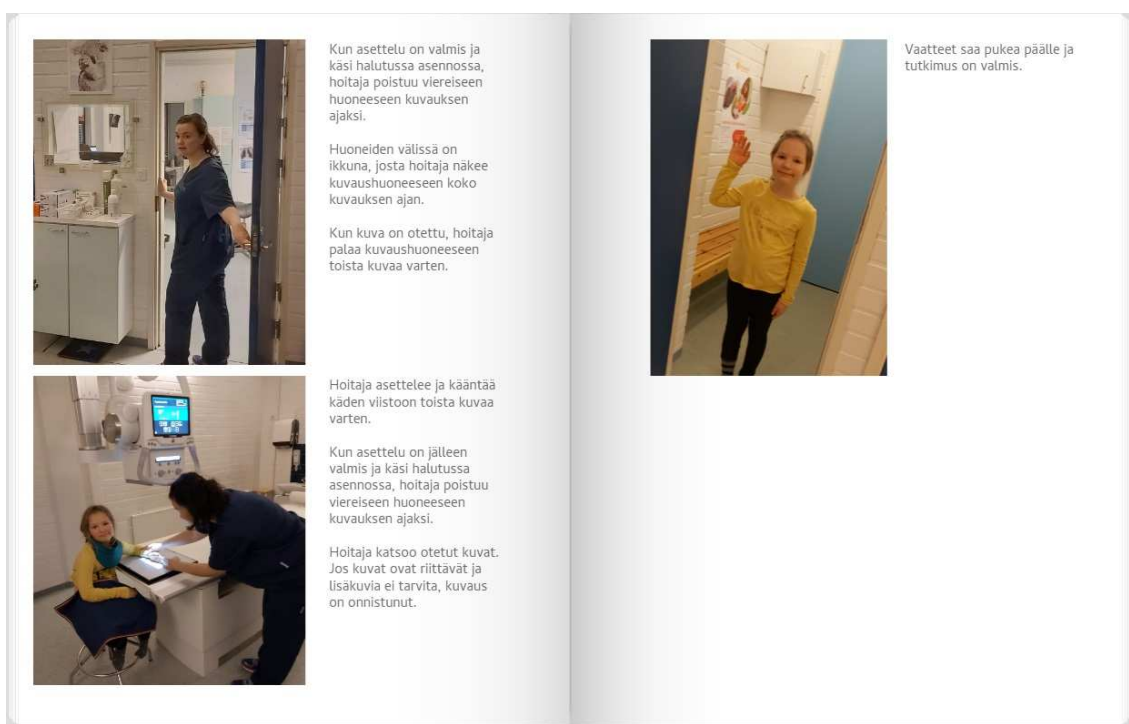 Kun asettelu on valmis ja
käsi halutussa asennossa,
hoitaja poistuu viereiseen
huoneeseen kuvauksen
ajaksi.
Huoneiden välissä on
ikkuna, josta hoitaja näkee
kuvaushuoneeseen koko
kuvauksen ajan.
Kun kuva on otettu, hoitaja
palaa kuvaushuoneeseen
toista kuvaa varten.
Hoitaja asettelee ja kääntää
käden viistoon toista kuvaa
varten.
Kun asettelu on jälleen
valmis ja käsi halutussa
asennossa, hoitaja poistuu
viereiseen huoneeseen
kuvauksen ajaksi.
Hoitaja katsoo otetut kuvat.
Jos kuvat ovat riittävät ja
lisäkuvia ei tarvita, kuvaus
on onnistunut.
Vaatteet saa pukea päälle ja
tutkimus on valmis.